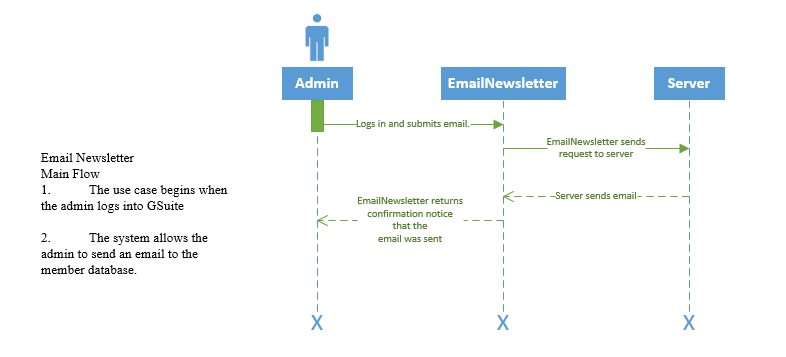 Admin
EmailNewsletter
Server
Logs in and submits email.
EmailNewsletter sends
request to server
Server sends email
EmailNewsletter returns
confirmation notice
that the
email was sent
Email Newsletter
Main Flow
1. The use case begins when
the admin logs into GSuite
2. The system allows the
admin to send an email to the
member database.
X
X
X